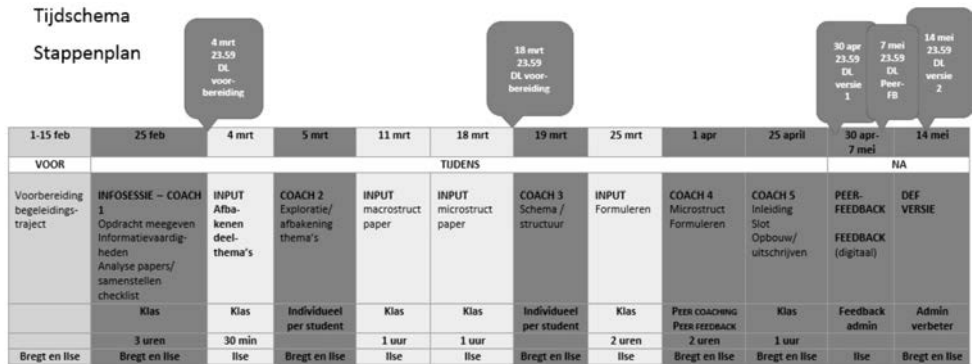 Tijdschema
Stappenplan
4 mrt
23.59
DL
voor-
bereiding
18 mrt
23.59
DL voor-
bereiding
30 apr
23.59
DL
versie
1
7 mei
23.59
DL
Peer-
FB
14 mei
23.59
DL
versie
2
1-15 feb 25 feb 4 mrt 5 mrt 11 mrt 18 mrt 19 mrt 25 mrt 1 apr 25 april 30 apr- 14 mei
7 mei
VOOR TIJDENS NA
Voorbereiding
begeleidings-
traject
INFOSESSIE – COACH
1
Opdracht meegeven
Informatievaardig-
heden
Analyse papers/
samenstellen
checklist
INPUT
Afba-
kenen
deel-
thema's
COACH 2
Exploratie/
afbakening
thema's
INPUT
macrostruct
paper
INPUT
microstruct
paper
COACH 3
Schema /
structuur
INPUT
Formuleren
COACH 4
Microstruct
Formuleren
COACH 5
Inleiding
Slot
Opbouw/
uitschrijven
PEER-
FEEDBACK
FEEDBACK
(digitaal)
DEF
VERSIE
Klas Klas Individueel Klas Klas Individueel Klas PEER COACHING Klas Feedback Admin
per student per student PEER FEEDBACK admin verbeter
3 uren 30 min 1 uur 1 uur 2 uren 2 uren 1 uur
Bregt en Ilse Bregt en Ilse Ilse Bregt en Ilse Ilse Ilse Bregt en Ilse Ilse Bregt en Ilse Bregt en Ilse Ilse Bregt en Ilse